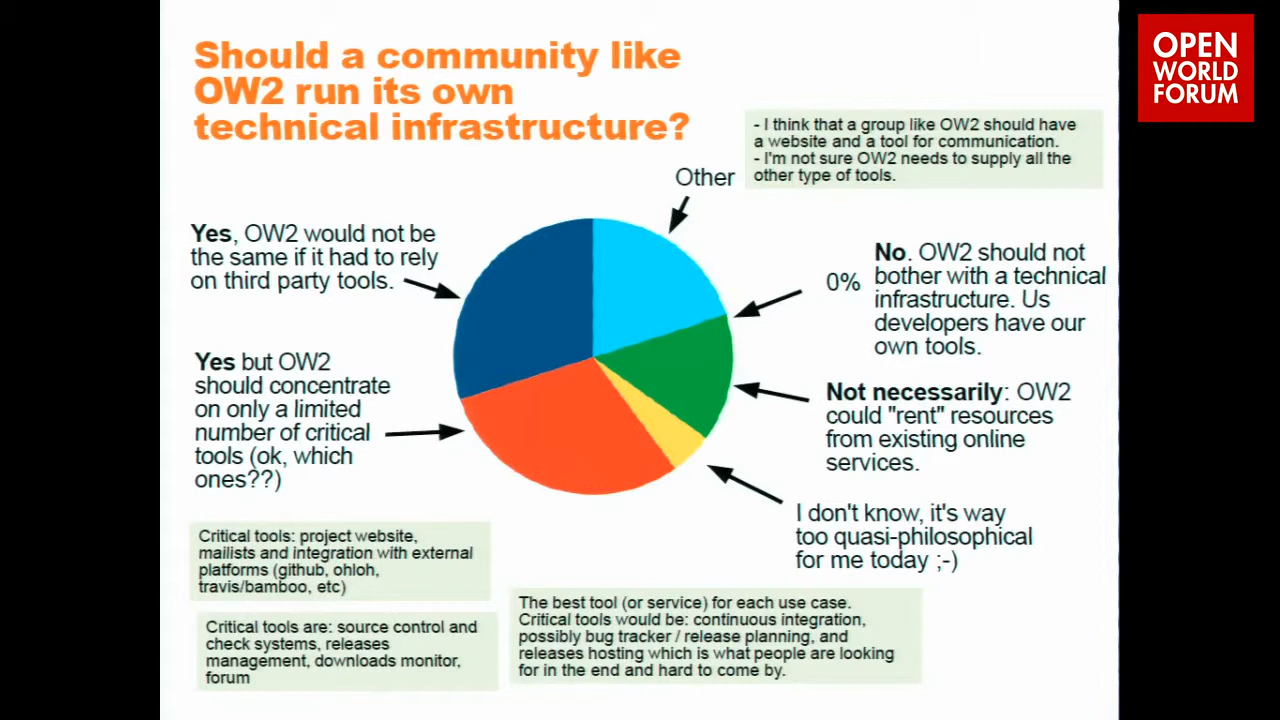 Should a community like
OW2 run its own
technical infrastructure?
OPEN
WORLD
FORUM
- I think that a group like OW2 should have
a website and a tool for communication.
- I'm not sure OW2 needs to supply all the
other type of tools.
Other
Yes, OW2 would not be
the same if it had to rely
on third party tools.
No. OW2 should not
bother with a technical
infrastructure. Us
developers have our
own tools.
0%
Yes but OW2
should concentrate
on only a limited
number of critical
tools (ok, which
ones??)
Not necessarily: OW2
could "rent" resources
from existing online
services.
I don't know, it's way
too quasi-philosophical
for me today ;-)
Critical tools: project website,
mailists and integration with external
platforms (github, ohloh,
travis/bamboo, etc)
Critical tools are: source control and
check systems, releases
management, downloads monitor,
forum
The best tool (or service) for each use case.
Critical tools would be: continuous integration,
possibly bug tracker / release planning, and
releases hosting which is what people are looking
for in the end and hard to come by.